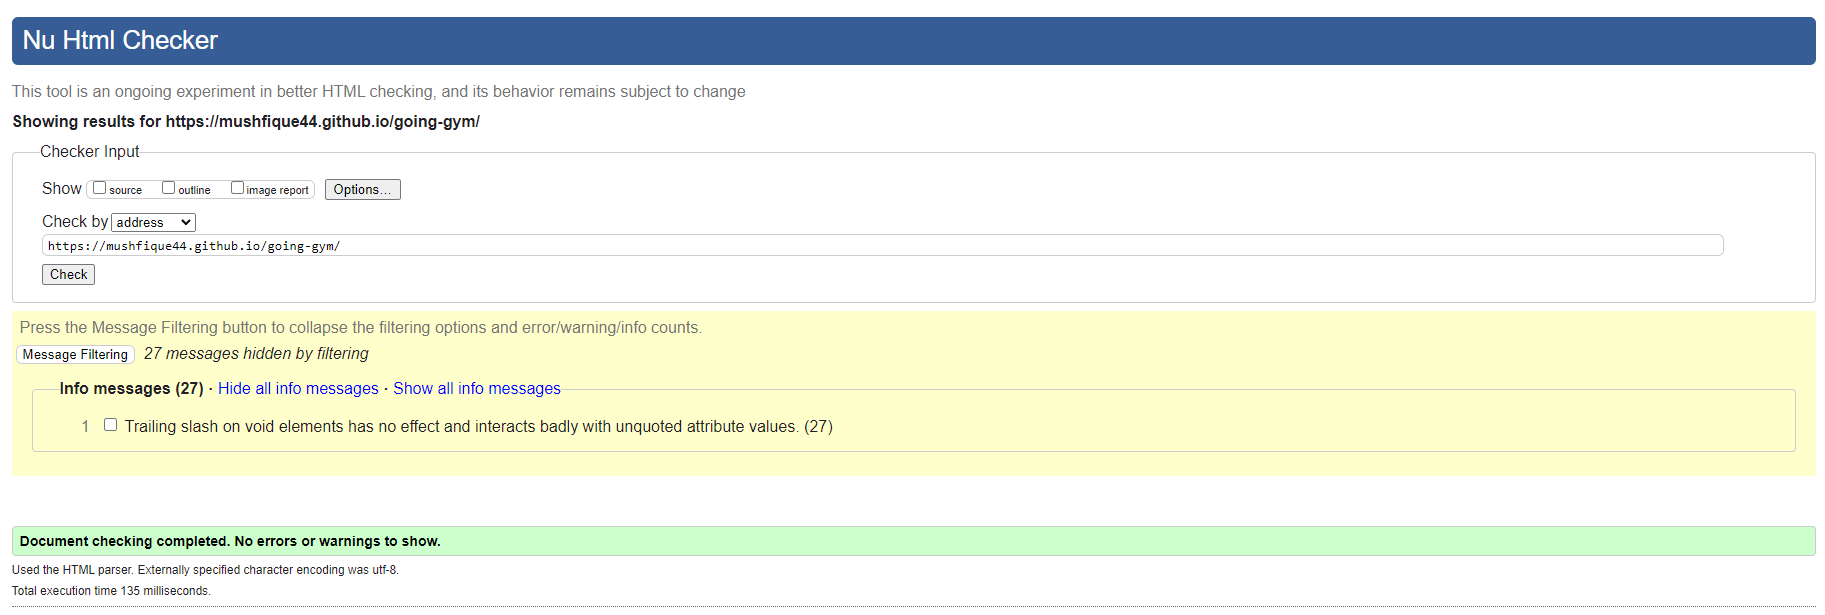 Nu Html Checker
This tool is an ongoing experiment in better HTML checking, and its behavior remains subject to change
Showing results for https://mushfique44.github.io/going-gym/
Checker Input
Show source outline image report Options...
Check by address
https://mushfique44.github.io/going-gym/
Check
Press the Message Filtering button to collapse the filtering options and error/warning/info counts.
Message Filtering 27 messages hidden by filtering
Info messages (27) · Hide all info messages · Show all info messages
1 Trailing slash on void elements has no effect and interacts badly with unquoted attribute values. (27)
Document checking completed. No errors or warnings to show.
Used the HTML parser. Externally specified character encoding was utf-8.
Total execution time 135 milliseconds.